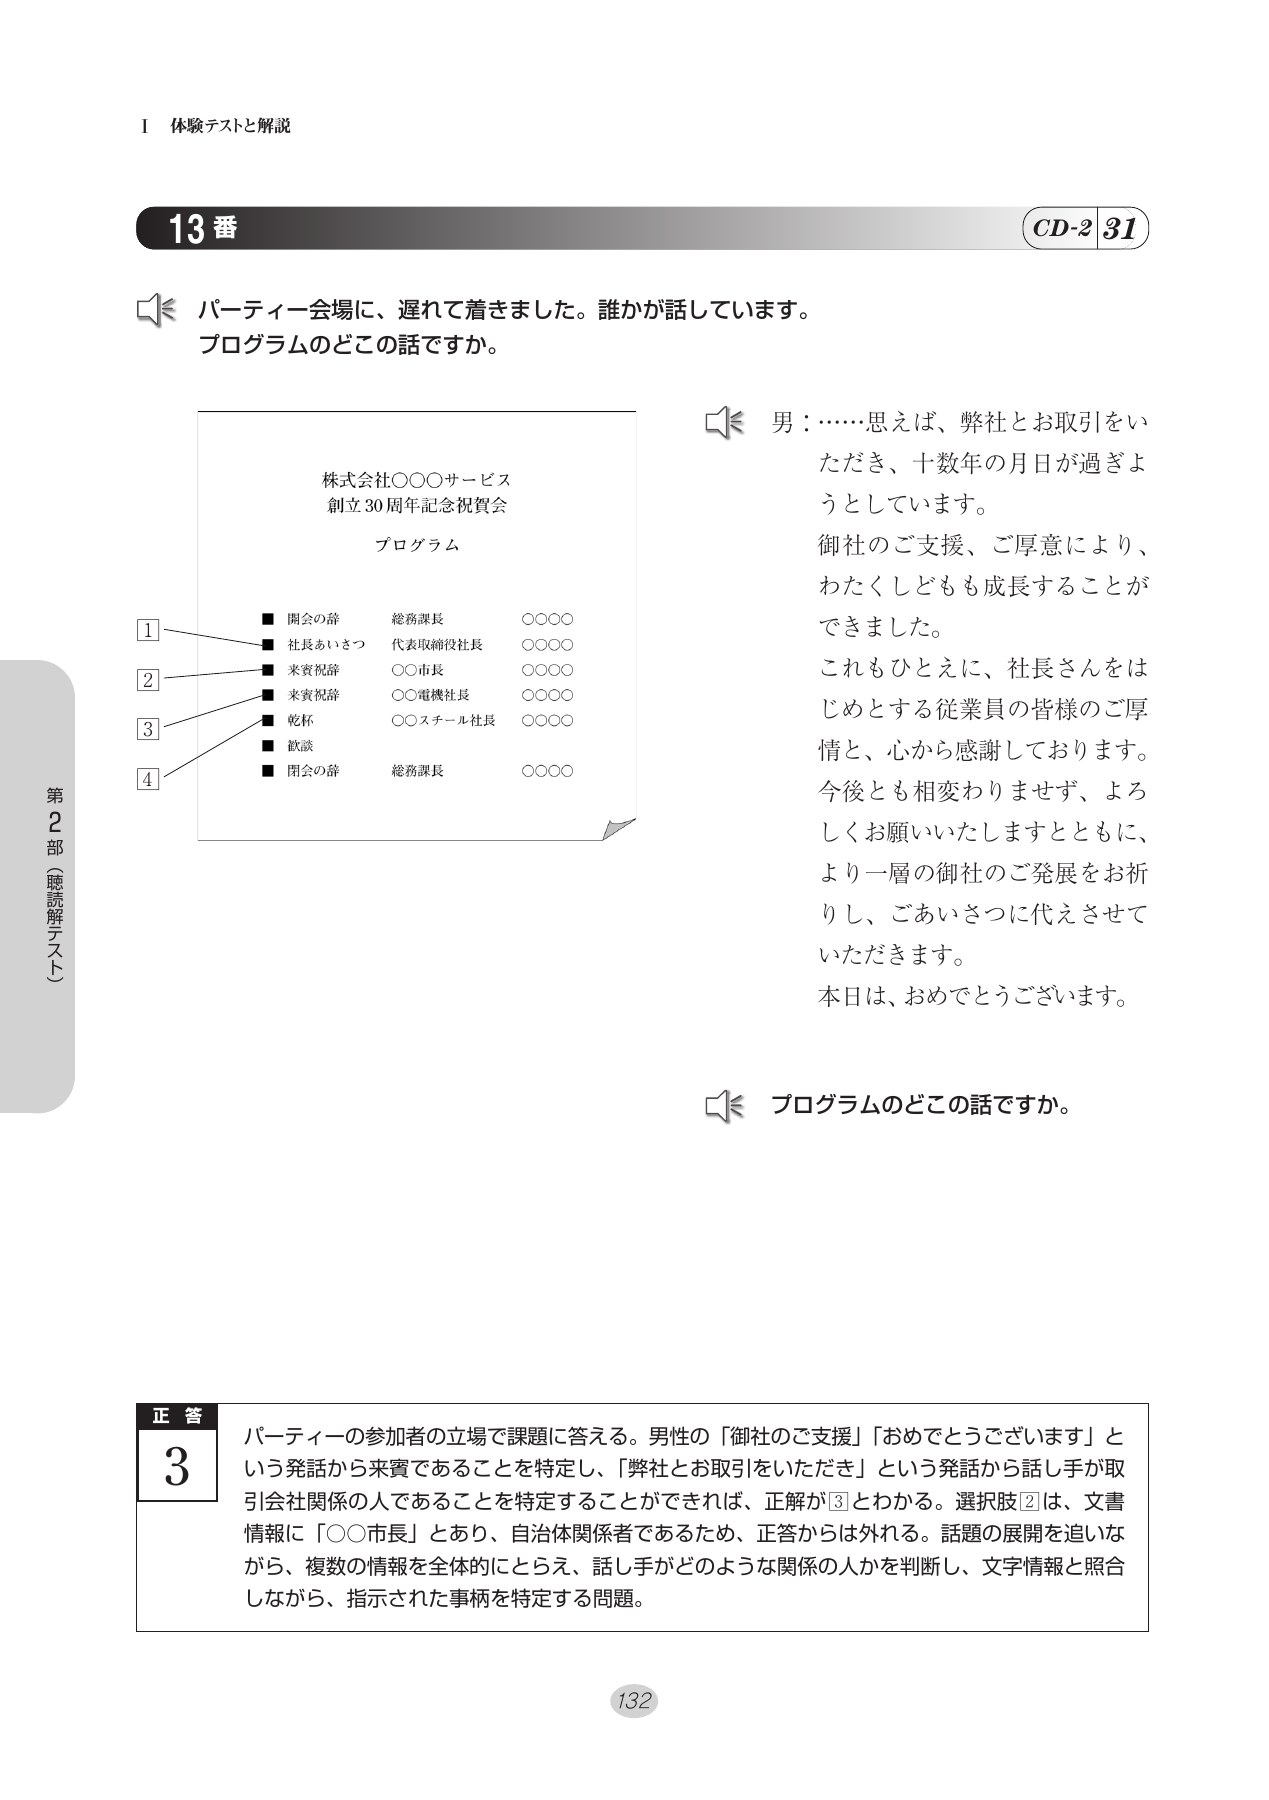 I 体験テストと解説
13番
CD-2 31
パーティー会場に、遅れて着きました。誰かが話しています。
プログラムのどこの話ですか。
株式会社〇〇〇サービス
創立30周年記念祝賀会
プログラム
■ 開会の辞 総務課長 〇〇〇〇
1 ■ 社長あいさつ 代表取締役社長 〇〇〇〇
2 ■ 来賓祝辞 〇〇市長 〇〇〇〇
3 ■ 来賓祝辞 〇〇電機社長 〇〇〇〇
4 ■ 乾杯 〇〇スチール社長 〇〇〇〇
■ 歓談
■ 閉会の辞 総務課長 〇〇〇〇
男：……思えば、弊社とお取引をい
ただき、十数年の月日が過ぎよ
うとしています。
御社のご支援、ご厚意により、
わたくしどもも成長することが
できました。
これもひとえに、社長さんをは
じめとする従業員の皆様のご厚
情と、心から感謝しております。
今後とも相変わりませず、よろ
しくお願いいたしますとともに、
より一層の御社のご発展をお祈
りし、ごあいさつに代えさせて
いただきます。
本日は、おめでとうございます。
プログラムのどこの話ですか。
第2部（聴読解テスト）
正答
3
パーティーの参加者の立場で課題に答える。男性の「御社のご支援」「おめでとうございます」と
いう発話から来賓であることを特定し、「弊社とお取引をいただき」という発話から話し手が取
引会社関係の人であることを特定することができれば、正解が3とわかる。選択肢2は、文書
情報に「〇〇市長」とあり、自治体関係者であるため、正答からは外れる。話題の展開を追いな
がら、複数の情報を全体的にとらえ、話し手がどのような関係の人かを判断し、文字情報と照合
しながら、指示された事柄を特定する問題。
132